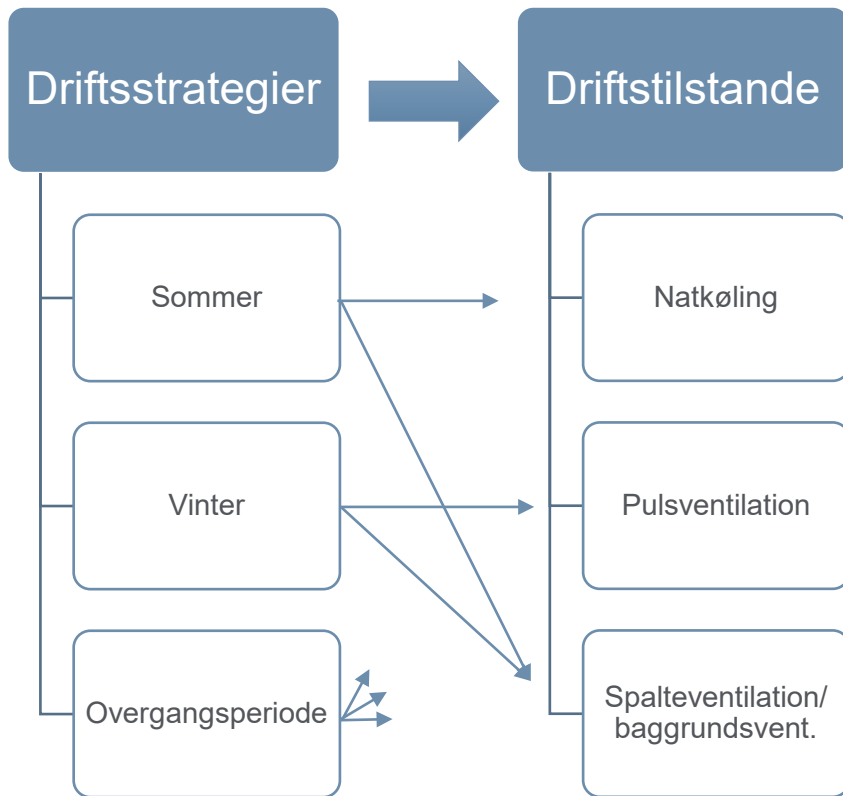 Driftsstrategier
Driftstilstande
Sommer
Natkøling
Vinter
Pulsventilation
Overgangsperiode
Spalteventilation/
baggrundsvent.